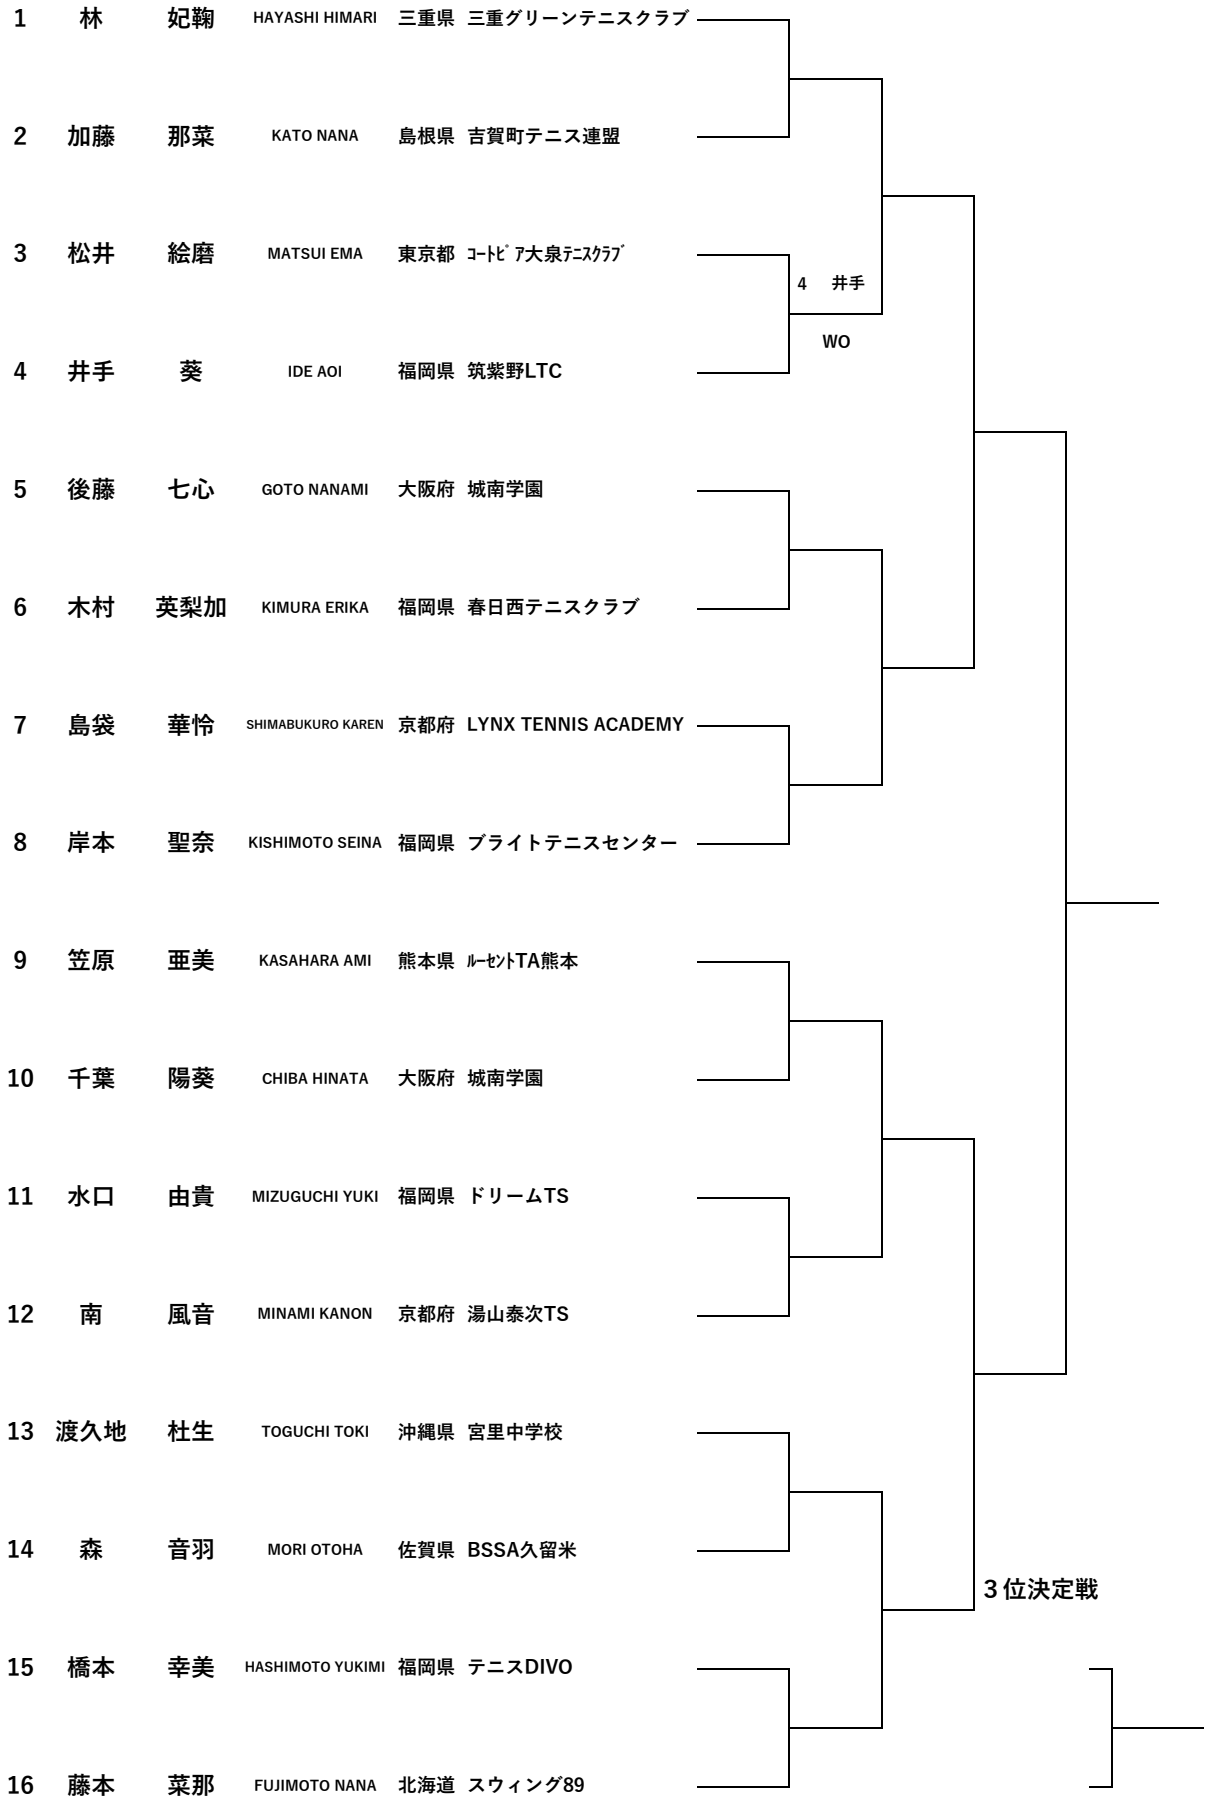 1 林 妃鞠 HAYASHI HIMARI 三重県 三重グリーンテニスクラブ
2 加藤 那菜 KATO NANA 島根県 吉賀町テニス連盟
3 松井 絵磨 MATSUI EMA 東京都 ｺｰﾄﾋﾟｱ大泉ﾃﾆｽｸﾗﾌﾞ
4 井手
WO
4 井手 葵 IDE AOI 福岡県 筑紫野LTC
5 後藤 七心 GOTO NANAMI 大阪府 城南学園
6 木村 英梨加 KIMURA ERIKA 福岡県 春日西テニスクラブ
7 島袋 華怜 SHIMABUKURO KAREN 京都府 LYNX TENNIS ACADEMY
8 岸本 聖奈 KISHIMOTO SEINA 福岡県 ブライトテニスセンター
9 笠原 亜美 KASAHARA AMI 熊本県 ﾙｰｾﾝﾄTA熊本
10 千葉 陽葵 CHIBA HINATA 大阪府 城南学園
11 水口 由貴 MIZUGUCHI YUKI 福岡県 ドリームTS
12 南 風音 MINAMI KANON 京都府 湯山泰次TS
13 渡久地 杜生 TOGUCHI TOKI 沖縄県 宮里中学校
14 森 音羽 MORI OTOHA 佐賀県 BSSA久留米
３位決定戦
15 橋本 幸美 HASHIMOTO YUKIMI 福岡県 テニスDIVO
16 藤本 菜那 FUJIMOTO NANA 北海道 スウィング89